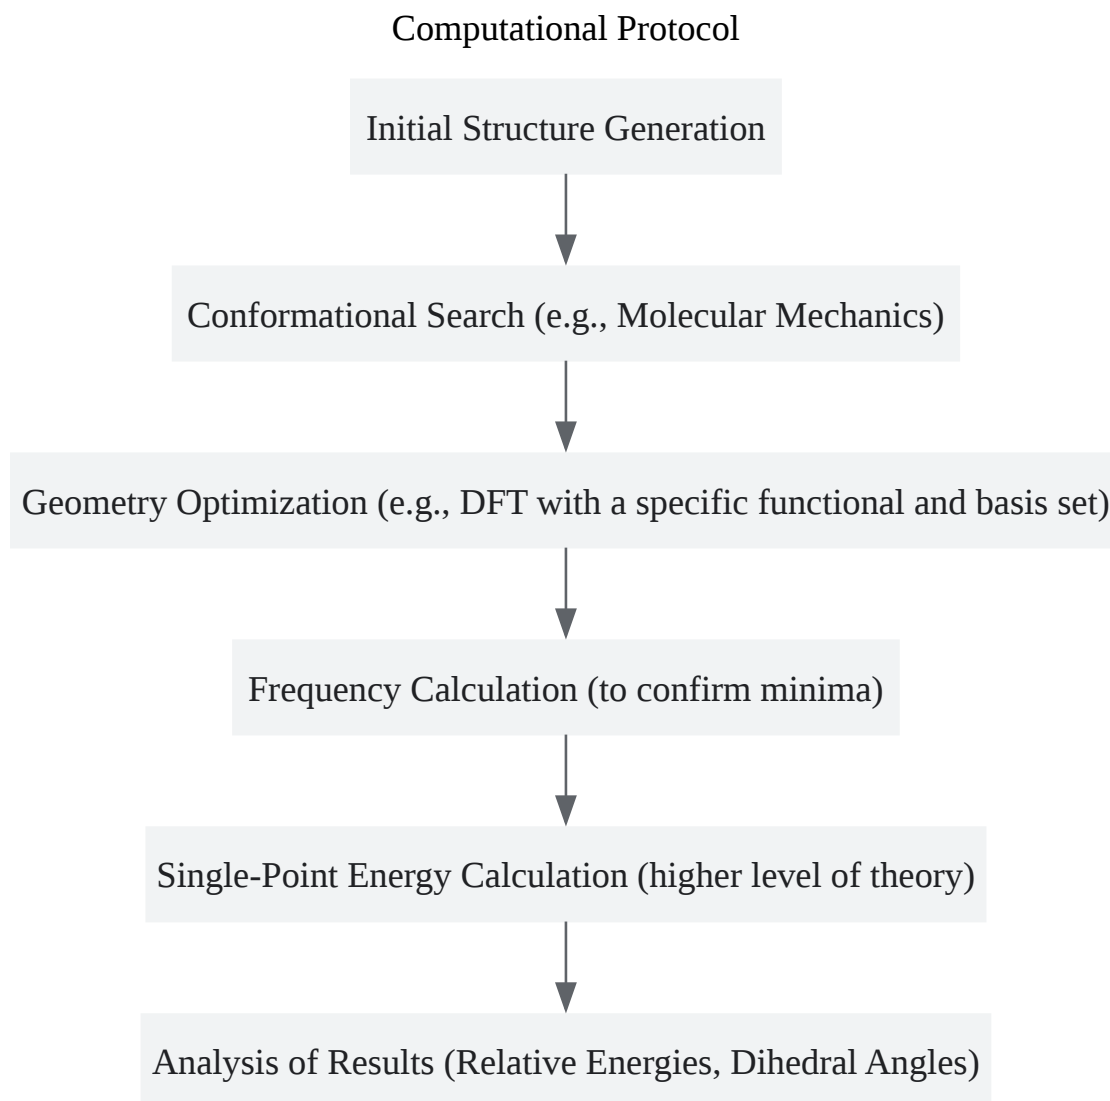 Computational Protocol
Initial Structure Generation
Conformational Search (e.g., Molecular Mechanics)
Geometry Optimization (e.g., DFT with a specific functional and basis set)
Frequency Calculation (to confirm minima)
Single-Point Energy Calculation (higher level of theory)
Analysis of Results (Relative Energies, Dihedral Angles)